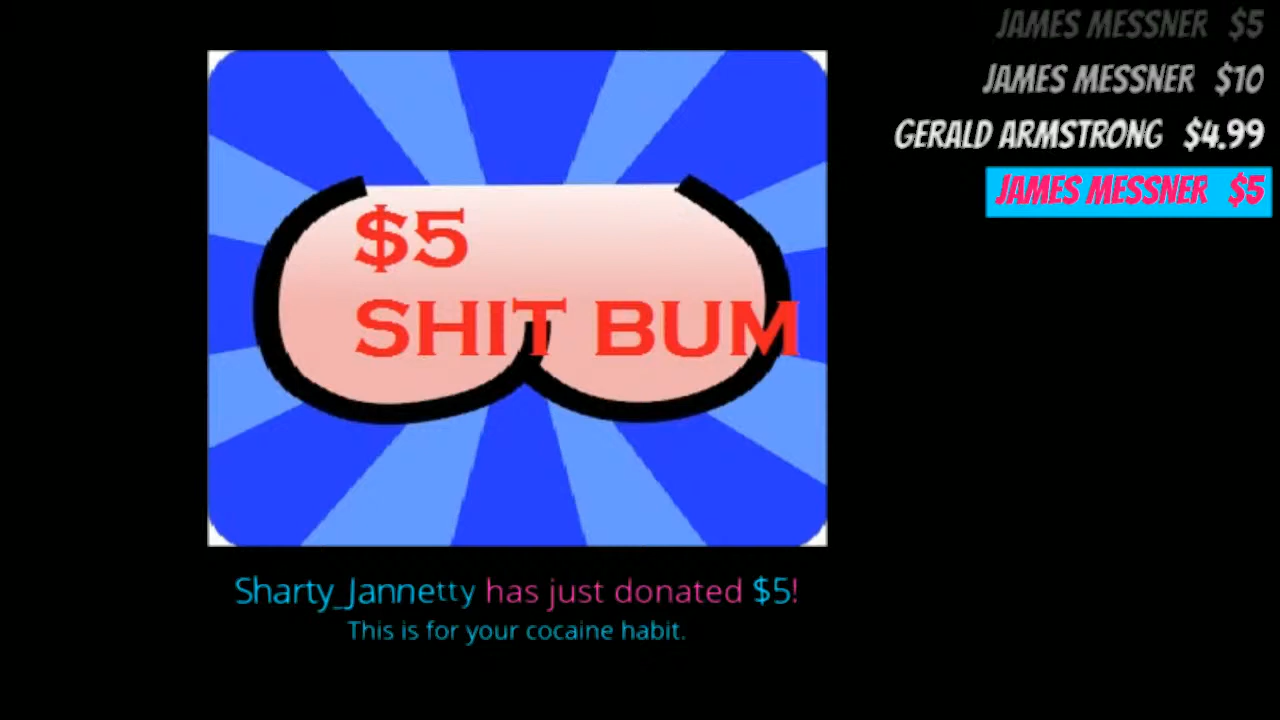 JAMES MESSNER $5
JAMES MESSNER $10
GERALD ARMSTRONG $4.99
JAMES MESSNER $5
$5
SHIT BUM
Sharty_Jannetty has just donated $5!
This is for your cocaine habit.